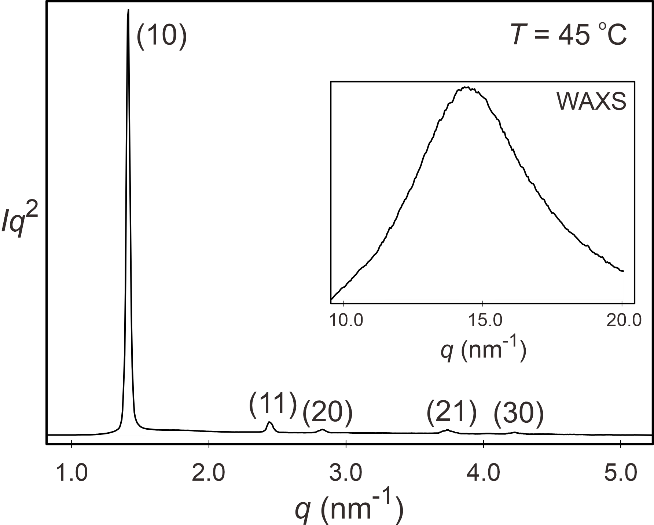 (10)
T = 45 °C
WAXS
Iq²
10.0 15.0 20.0
q (nm⁻¹)
(11) (20) (21) (30)
1.0 2.0 3.0 4.0 5.0
q (nm⁻¹)